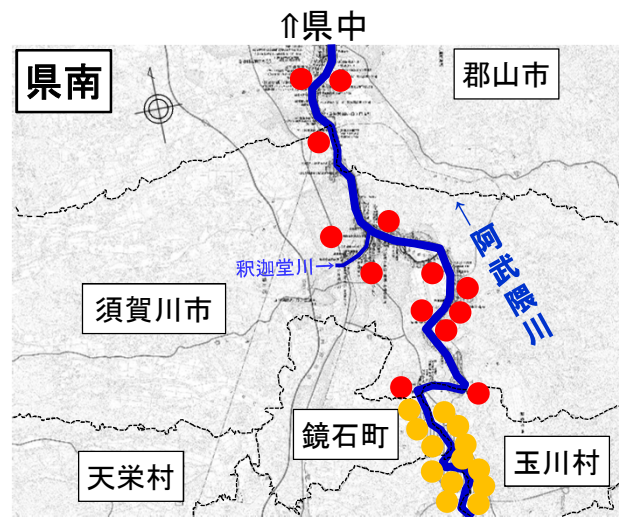 ⇑県中
県南
郡山市
←阿武隈川
釈迦堂川→
須賀川市
鏡石町
玉川村
天栄村